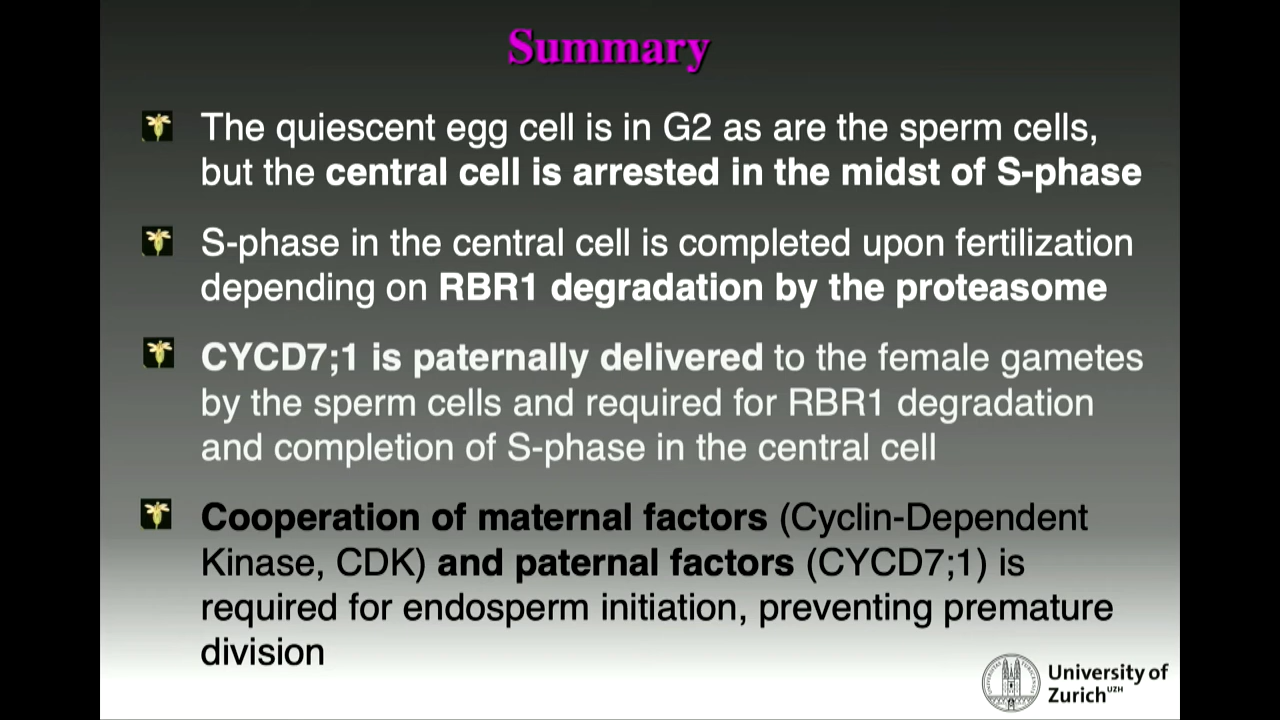 Summary
The quiescent egg cell is in G2 as are the sperm cells,
but the central cell is arrested in the midst of S-phase
S-phase in the central cell is completed upon fertilization
depending on RBR1 degradation by the proteasome
CYCD7;1 is paternally delivered to the female gametes
by the sperm cells and required for RBR1 degradation
and completion of S-phase in the central cell
Cooperation of maternal factors (Cyclin-Dependent
Kinase, CDK) and paternal factors (CYCD7;1) is
required for endosperm initiation, preventing premature
division
University of
Zurich UZH